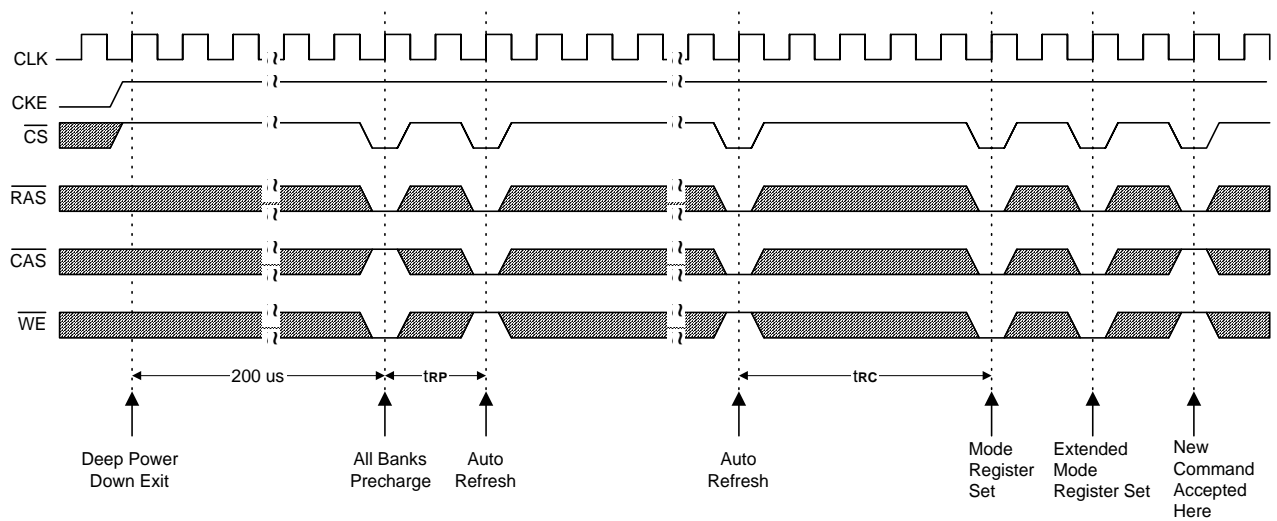 CLK
CKE
CS
RAS
CAS
WE
200 us
tRP
tRC
Deep Power
Down Exit
All Banks
Precharge
Auto
Refresh
Auto
Refresh
Mode
Register
Set
Extended
Mode
Register Set
New
Command
Accepted
Here